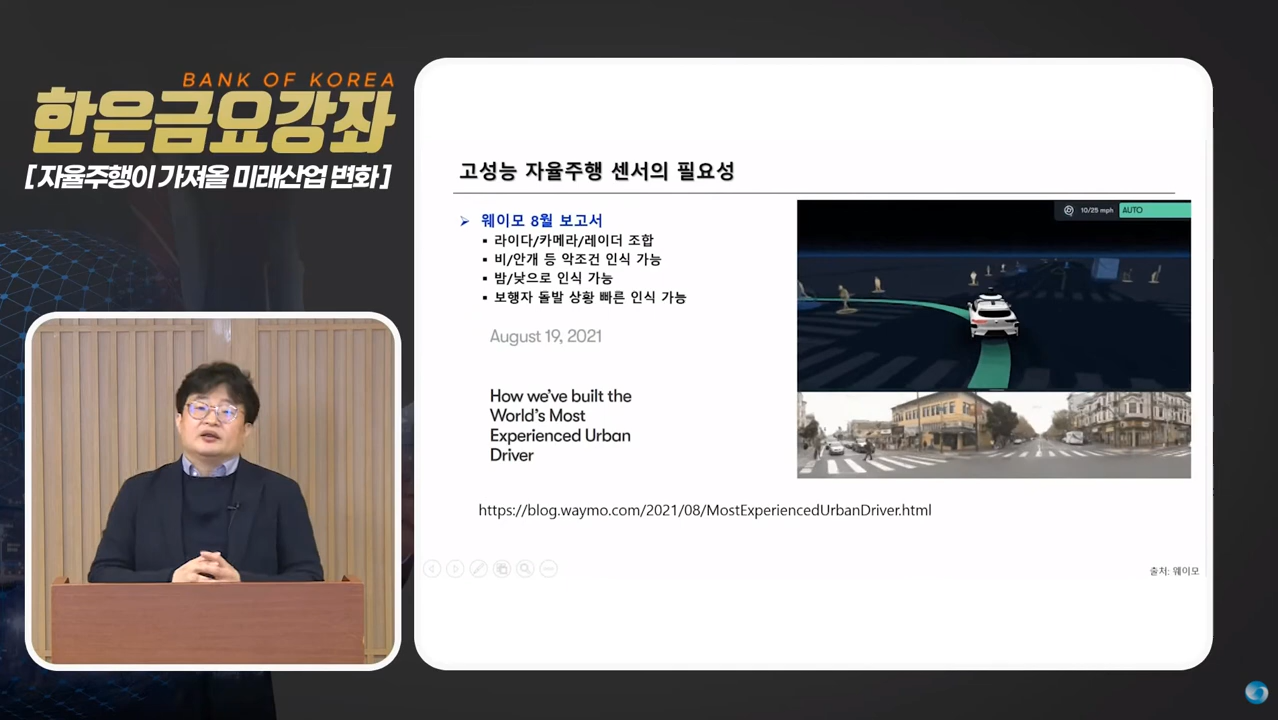 BANK OF KOREA
한은금요강좌
[ 자율주행이 가져올 미래산업 변화 ]
고성능 자율주행 센서의 필요성
➢ 웨이모 8월 보고서
▪ 라이다/카메라/레이더 조합
▪ 비/안개 등 악조건 인식 가능
▪ 밤/낮으로 인식 가능
▪ 보행자 돌발 상황 빠른 인식 가능
August 19, 2021
How we've built the
World's Most
Experienced Urban
Driver
10/25 mph AUTO
https://blog.waymo.com/2021/08/MostExperiencedUrbanDriver.html
출처: 웨이모